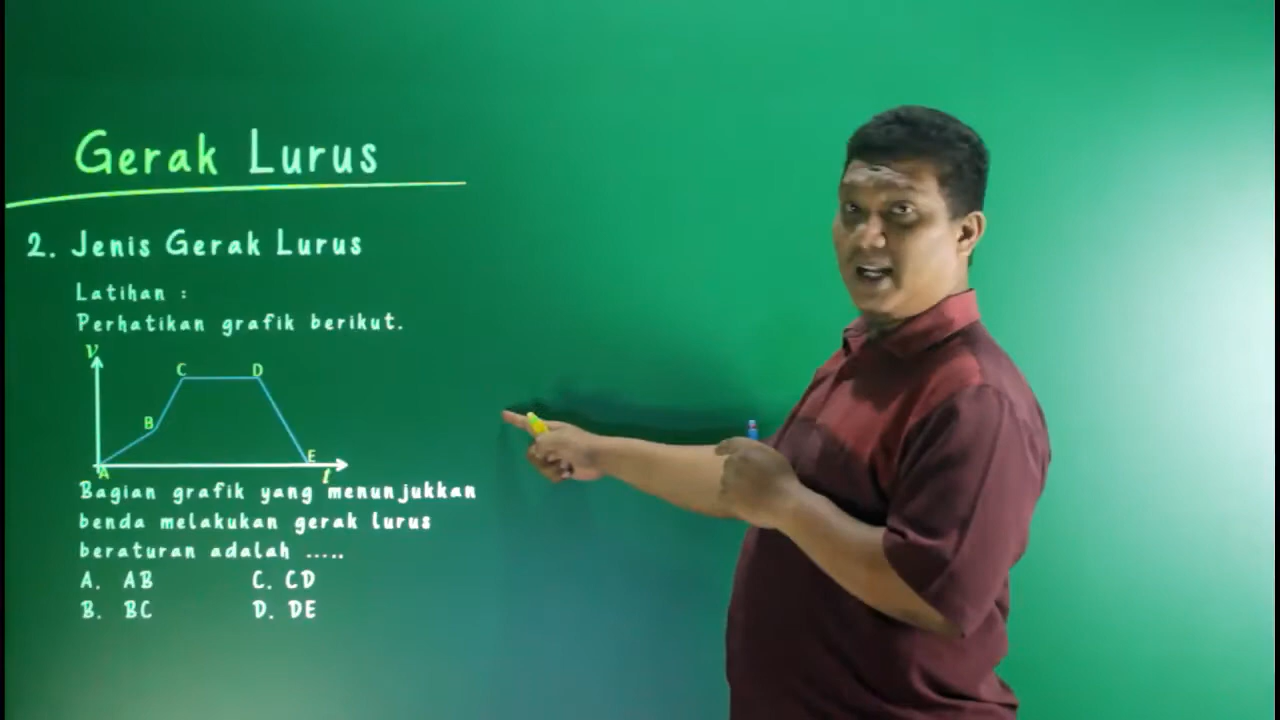 Gerak Lurus
2. Jenis Gerak Lurus
Latihan :
Perhatikan grafik berikut.
v
C D
B
E
A
t
Bagian grafik yang menunjukkan
benda melakukan gerak lurus
beraturan adalah .....
A. AB C. CD
B. BC D. DE